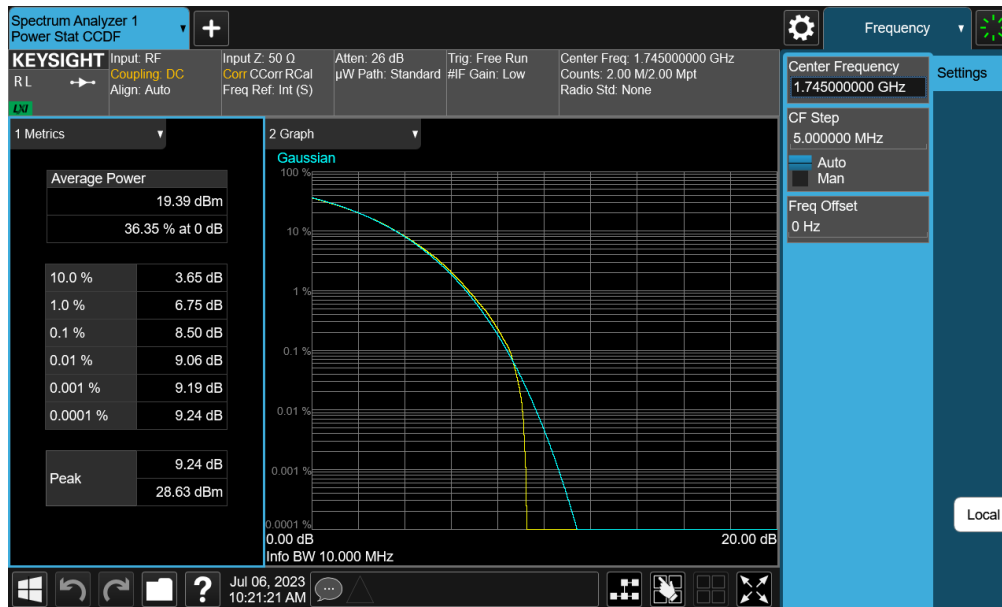 Spectrum Analyzer 1
Power Stat CCDF
+
Frequency
KEYSIGHT
RL
LXI
Input: RF
Coupling: DC
Align: Auto
Input Z: 50 Ω
Corr CCorr RCal
Freq Ref: Int (S)
Atten: 26 dB
µW Path: Standard
Trig: Free Run
#IF Gain: Low
Center Freq: 1.745000000 GHz
Counts: 2.00 M/2.00 Mpt
Radio Std: None
Center Frequency
1.745000000 GHz
Settings
CF Step
5.000000 MHz
Auto
Man
Freq Offset
0 Hz
1 Metrics
Average Power
19.39 dBm
36.35 % at 0 dB
10.0 % 3.65 dB
1.0 % 6.75 dB
0.1 % 8.50 dB
0.01 % 9.06 dB
0.001 % 9.19 dB
0.0001 % 9.24 dB
Peak
9.24 dB
28.63 dBm
2 Graph
Gaussian
100 %
10 %
1 %
0.1 %
0.01 %
0.001 %
0.0001 %
0.00 dB 20.00 dB
Info BW 10.000 MHz
Local
?
Jul 06, 2023
10:21:21 AM